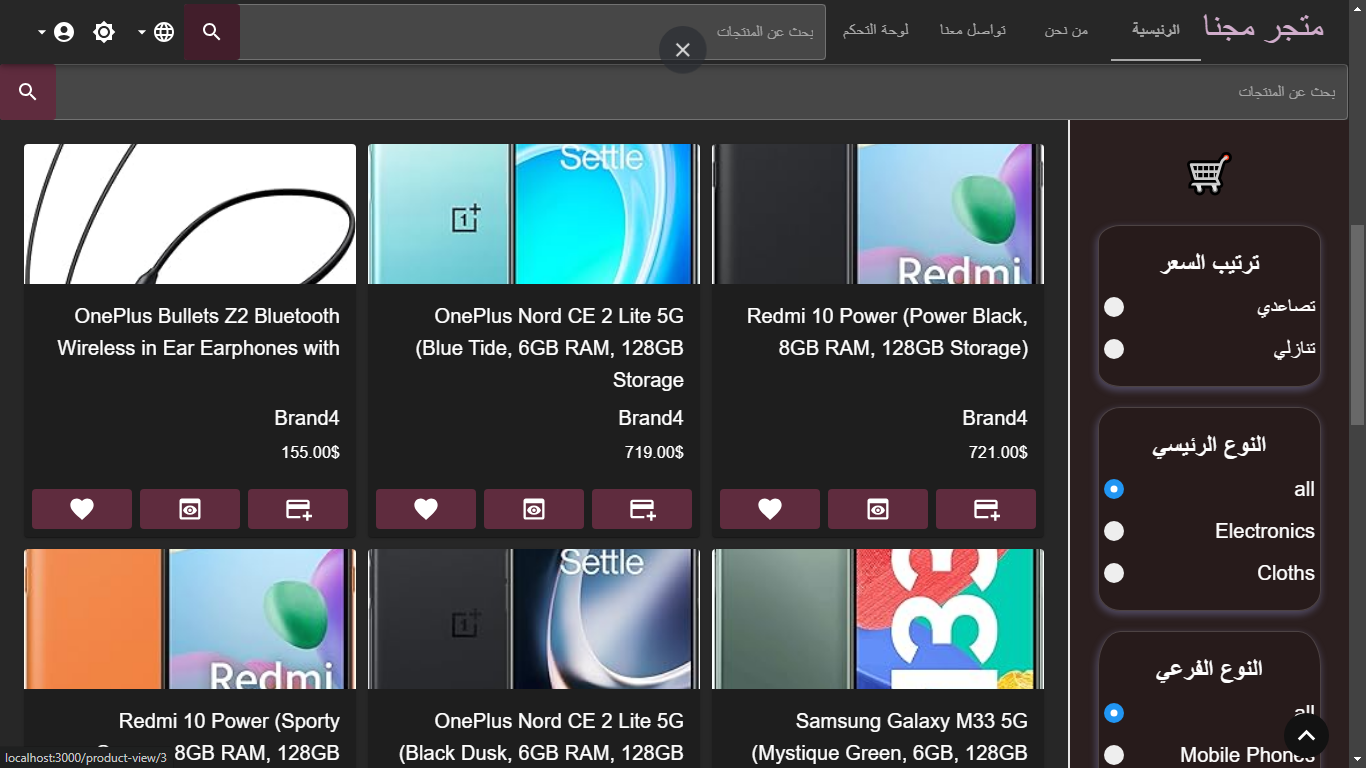 متجر مجنا
الرئيسية
من نحن
تواصل معنا
لوحة التحكم
بحث عن المنتجات
بحث عن المنتجات
ترتيب السعر
تصاعدي
تنازلي
النوع الرئيسي
all
Electronics
Cloths
النوع الفرعي
all
Mobile Phones
Redmi
Redmi 10 Power (Power Black,
8GB RAM, 128GB Storage)
Brand4
721.00$
Settle
OnePlus Nord CE 2 Lite 5G
(Blue Tide, 6GB RAM, 128GB
Storage
Brand4
719.00$
OnePlus Bullets Z2 Bluetooth
Wireless in Ear Earphones with
Brand4
155.00$
M33
Samsung Galaxy M33 5G
(Mystique Green, 6GB, 128GB
Settle
OnePlus Nord CE 2 Lite 5G
(Black Dusk, 6GB RAM, 128GB
Redmi
Redmi 10 Power (Sporty
8GB RAM, 128GB
localhost:3000/product-view/3